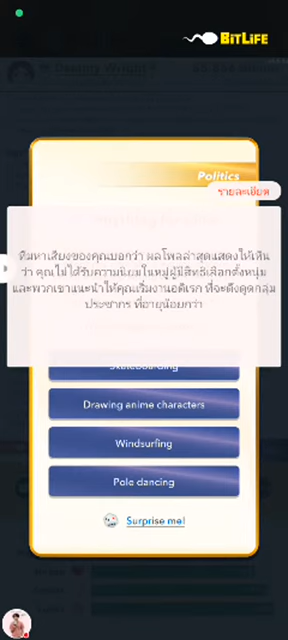 BITLIFE
Politics
รายละเอียด
ทีมหาเสียงของคุณบอกว่า ผลโพลล่าสุดแสดงให้เห็น
ว่า คุณไม่ได้รับความนิยมในหมู่ผู้มีสิทธิเลือกตั้งหนุ่ม
และพวกเขาแนะนำให้คุณเริ่มงานอดิเรก ที่จะดึงดูดกลุ่ม
ประชากร ที่อายุน้อยกว่า
Skateboarding
Drawing anime characters
Windsurfing
Pole dancing
Surprise me!